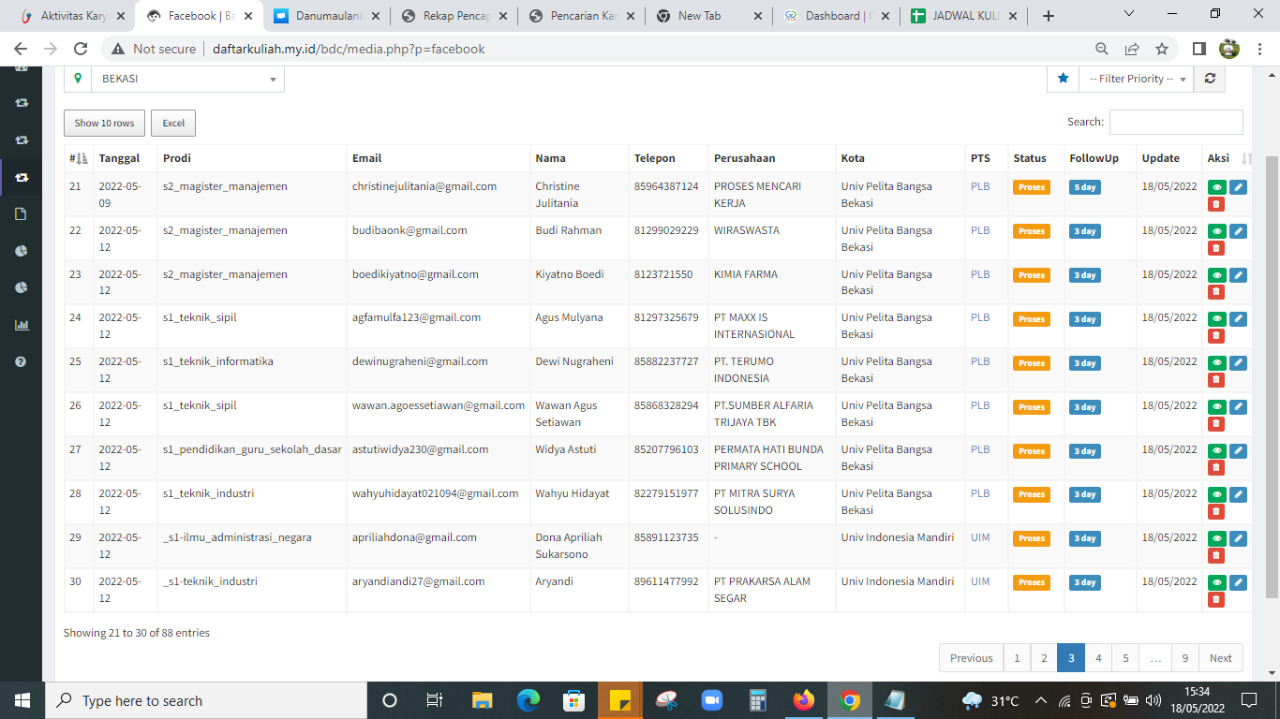 Aktivitas Kary
Facebook | Ba
Danumaulan
Rekap Pencap
Pencarian Kar
New Tab
Dashboard |
JADWAL KULI
Not secure daftarkuliah.my.id/bdc/media.php?p=facebook
BEKASI
-- Filter Priority --
Show 10 rows Excel
Search:
# Tanggal Prodi Email Nama Telepon Perusahaan Kota PTS Status FollowUp Update Aksi
21 2022-05- s2_magister_manajemen christinejulitania@gmail.com Christine 85964387124 PROSES MENCARI Univ Pelita Bangsa PLB Proses 5 day 18/05/2022
09 Julitania KERJA Bekasi
22 2022-05- s2_magister_manajemen budibaonk@gmail.com Budi Rahman 81299029229 WIRASWASTA Univ Pelita Bangsa PLB Proses 3 day 18/05/2022
12 Bekasi
23 2022-05- s2_magister_manajemen boedikiyatno@gmail.com Kiyatno Boedi 8123721550 KIMIA FARMA Univ Pelita Bangsa PLB Proses 3 day 18/05/2022
12 Bekasi
24 2022-05- s1_teknik_sipil agfamulfa123@gmail.com Agus Mulyana 81297325679 PT MAXX IS Univ Pelita Bangsa PLB Proses 3 day 18/05/2022
12 INTERNASIONAL Bekasi
25 2022-05- s1_teknik_informatika dewinugraheni@gmail.com Dewi Nugraheni 85882237727 PT. TERUMO Univ Pelita Bangsa PLB Proses 3 day 18/05/2022
12 INDONESIA Bekasi
26 2022-05- s1_teknik_sipil wawan.agoessetiawan@gmail.com Wawan Agus 85868328294 PT.SUMBER ALFARIA Univ Pelita Bangsa PLB Proses 3 day 18/05/2022
12 Setiawan TRIJAYA TBK Bekasi
27 2022-05- s1_pendidikan_guru_sekolah_dasar astutiwidya230@gmail.com Widya Astuti 85207796103 PERMATA HATI BUNDA Univ Pelita Bangsa PLB Proses 3 day 18/05/2022
12 PRIMARY SCHOOL Bekasi
28 2022-05- s1_teknik_industri wahyuhidayat021094@gmail.com Wahyu Hidayat 82279151977 PT MITRA SURYA Univ Pelita Bangsa PLB Proses 3 day 18/05/2022
12 SOLUSINDO Bekasi
29 2022-05- _s1-ilmu_administrasi_negara apriliahdona@gmail.com Dona Apriliah 85891123735 - Univ Indonesia Mandiri UIM Proses 3 day 18/05/2022
12 Sukarsono
30 2022-05- _s1-teknik_industri aryandiandi27@gmail.com Aryandi 89611477992 PT PRAKARSA ALAM Univ Indonesia Mandiri UIM Proses 3 day 18/05/2022
12 SEGAR
Showing 21 to 30 of 88 entries
Previous 1 2 3 4 5 ... 9 Next
Type here to search
31°C
15:34
18/05/2022